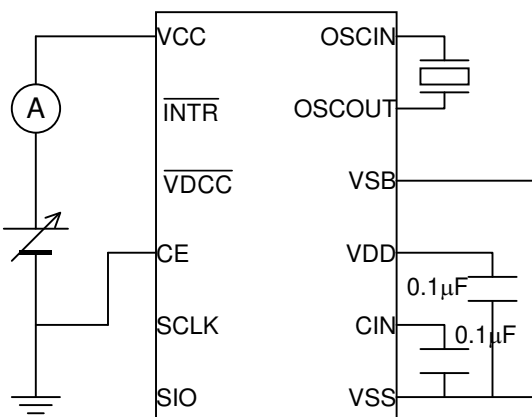 VCC OSCIN
A
INTR OSCOUT
VDCC VSB
CE VDD
0.1μF
SCLK CIN
0.1μF
SIO VSS